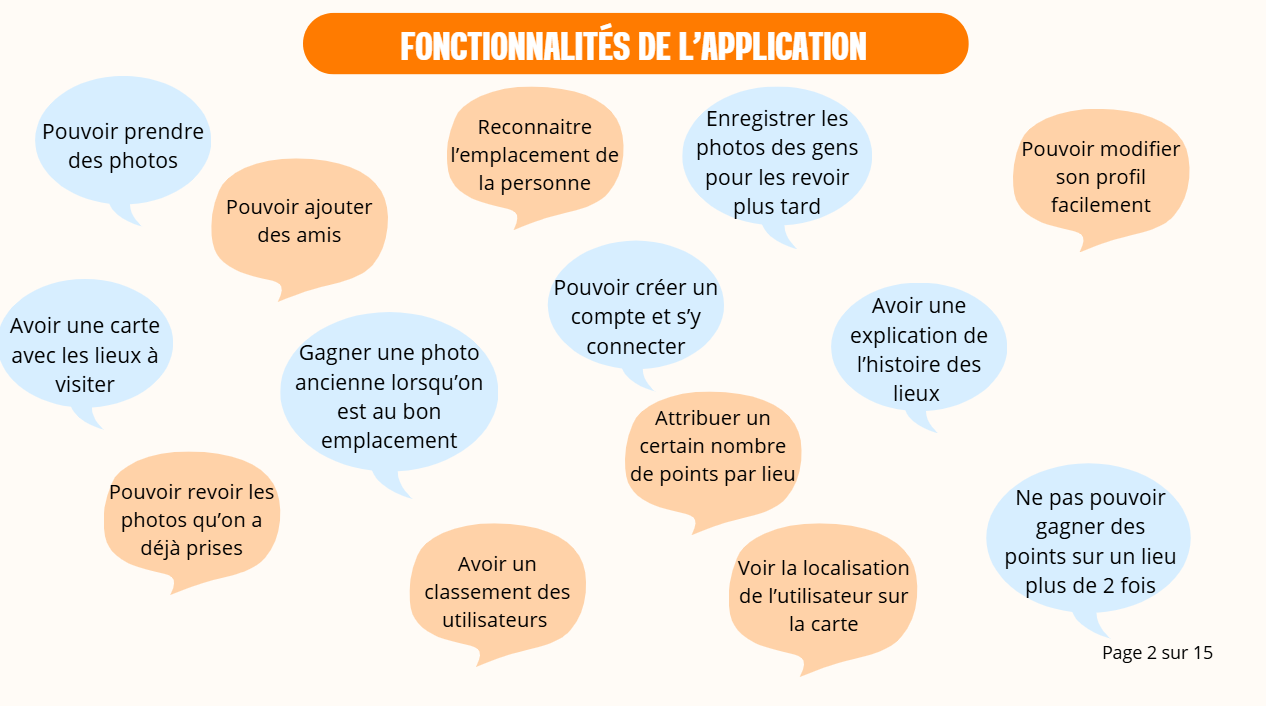 FONCTIONNALITÉS DE L'APPLICATION
Pouvoir prendre
des photos
Pouvoir ajouter
des amis
Reconnaitre
l'emplacement de
la personne
Enregistrer les
photos des gens
pour les revoir
plus tard
Pouvoir modifier
son profil
facilement
Avoir une carte
avec les lieux à
visiter
Gagner une photo
ancienne lorsqu'on
est au bon
emplacement
Pouvoir créer un
compte et s'y
connecter
Avoir une
explication de
l'histoire des
lieux
Attribuer un
certain nombre
de points par lieu
Pouvoir revoir les
photos qu'on a
déjà prises
Avoir un
classement des
utilisateurs
Voir la localisation
de l'utilisateur sur
la carte
Ne pas pouvoir
gagner des
points sur un lieu
plus de 2 fois
Page 2 sur 15